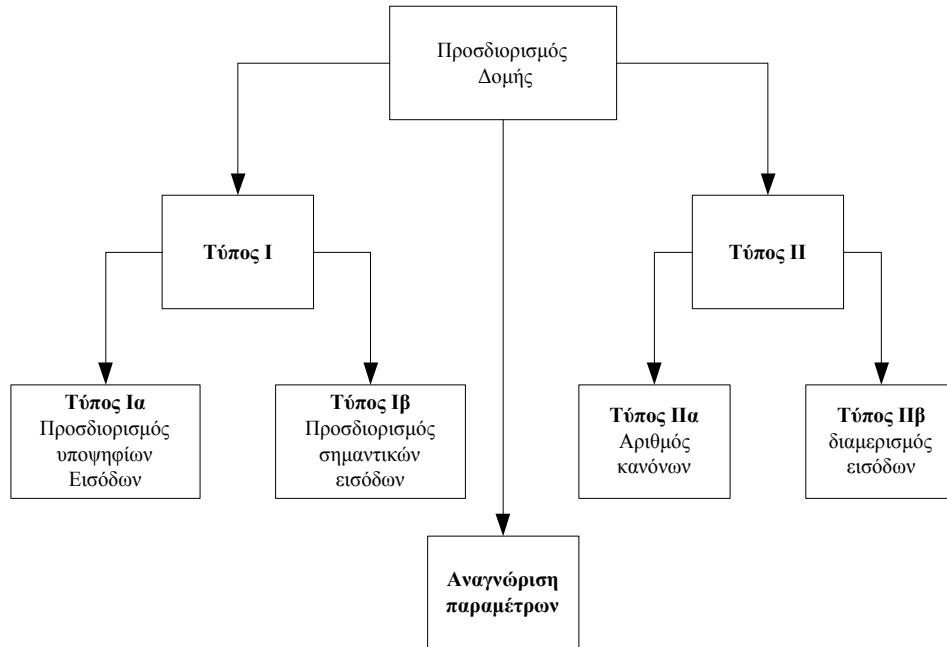 Προσδιορισμός
Δομής
Τύπος Ι
Τύπος ΙΙ
Τύπος Ια
Προσδιορισμός
υποψηφίων
Εισόδων
Τύπος Ιβ
Προσδιορισμός
σημαντικών
εισόδων
Τύπος ΙΙα
Αριθμός
κανόνων
Τύπος ΙΙβ
διαμερισμός
εισόδων
Αναγνώριση
παραμέτρων